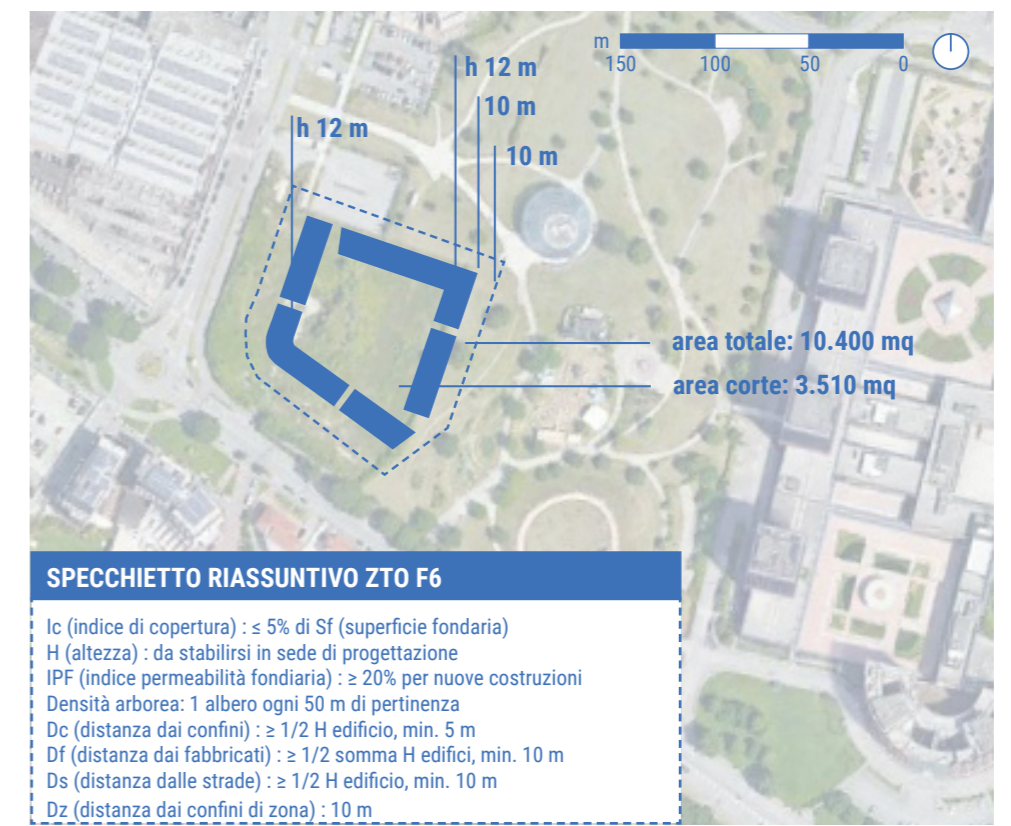 m
150 100 50 0
h 12 m
10 m
h 12 m
10 m
area totale: 10.400 mq
area corte: 3.510 mq
SPECCHIETTO RIASSUNTIVO ZTO F6
Ic (indice di copertura) : ≤ 5% di Sf (superficie fondaria)
H (altezza) : da stabilirsi in sede di progettazione
IPF (indice permeabilità fondiaria) : ≥ 20% per nuove costruzioni
Densità arborea: 1 albero ogni 50 m di pertinenza
Dc (distanza dai confini) : ≥ 1/2 H edificio, min. 5 m
Df (distanza dai fabbricati) : ≥ 1/2 somma H edifici, min. 10 m
Ds (distanza dalle strade) : ≥ 1/2 H edificio, min. 10 m
Dz (distanza dai confini di zona) : 10 m